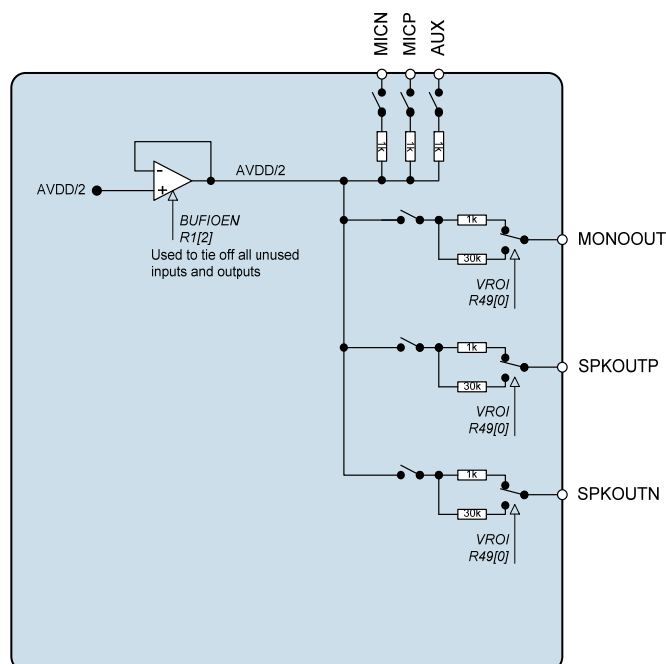 MICN
MICP
AUX
1k
1k
1k
AVDD/2
AVDD/2
-
+
BUFIOEN
R1[2]
Used to tie off all unused
inputs and outputs
1k
30k
MONOOUT
VROI
R49[0]
1k
30k
SPKOUTP
VROI
R49[0]
1k
30k
SPKOUTN
VROI
R49[0]